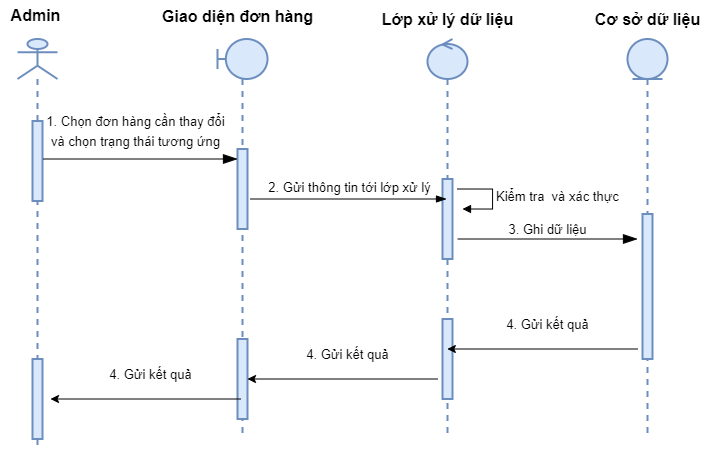 Admin
Giao diện đơn hàng
Lớp xử lý dữ liệu
Cơ sở dữ liệu
1. Chọn đơn hàng cần thay đổi
và chọn trạng thái tương ứng
2. Gửi thông tin tới lớp xử lý
Kiểm tra và xác thực
3. Ghi dữ liệu
4. Gửi kết quả
4. Gửi kết quả
4. Gửi kết quả